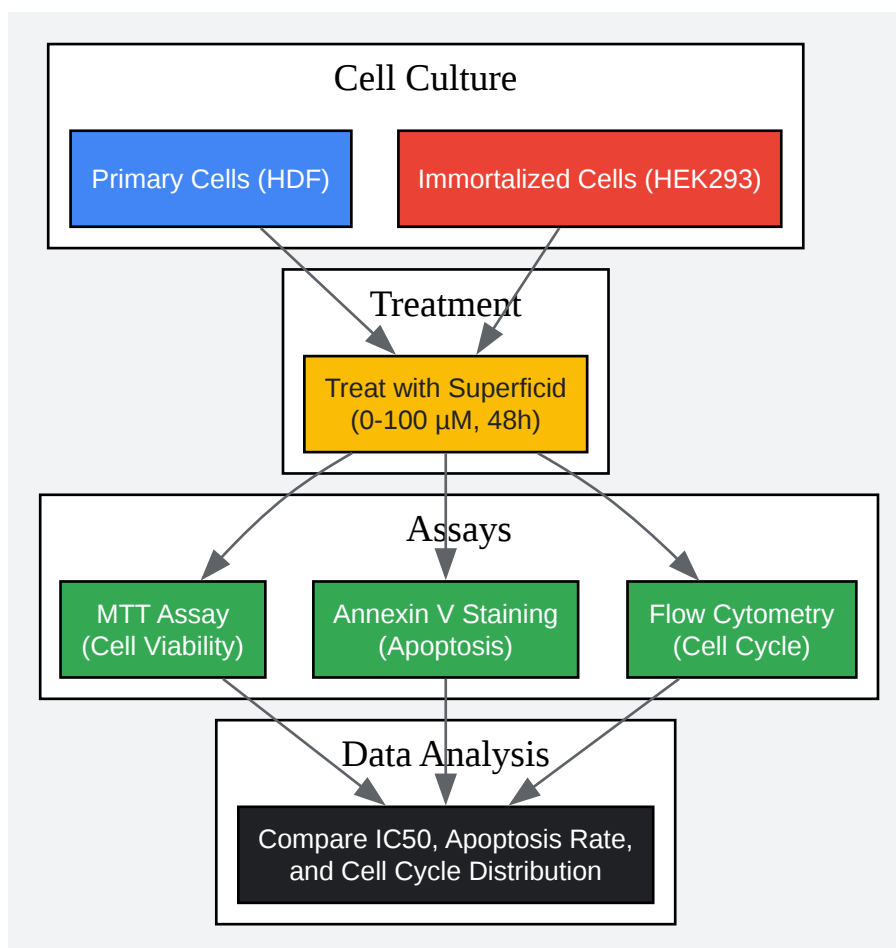 Cell Culture
Primary Cells (HDF)
Immortalized Cells (HEK293)
Treatment
Treat with Superficid
(0-100 µM, 48h)
Assays
MTT Assay
(Cell Viability)
Annexin V Staining
(Apoptosis)
Flow Cytometry
(Cell Cycle)
Data Analysis
Compare IC50, Apoptosis Rate,
and Cell Cycle Distribution